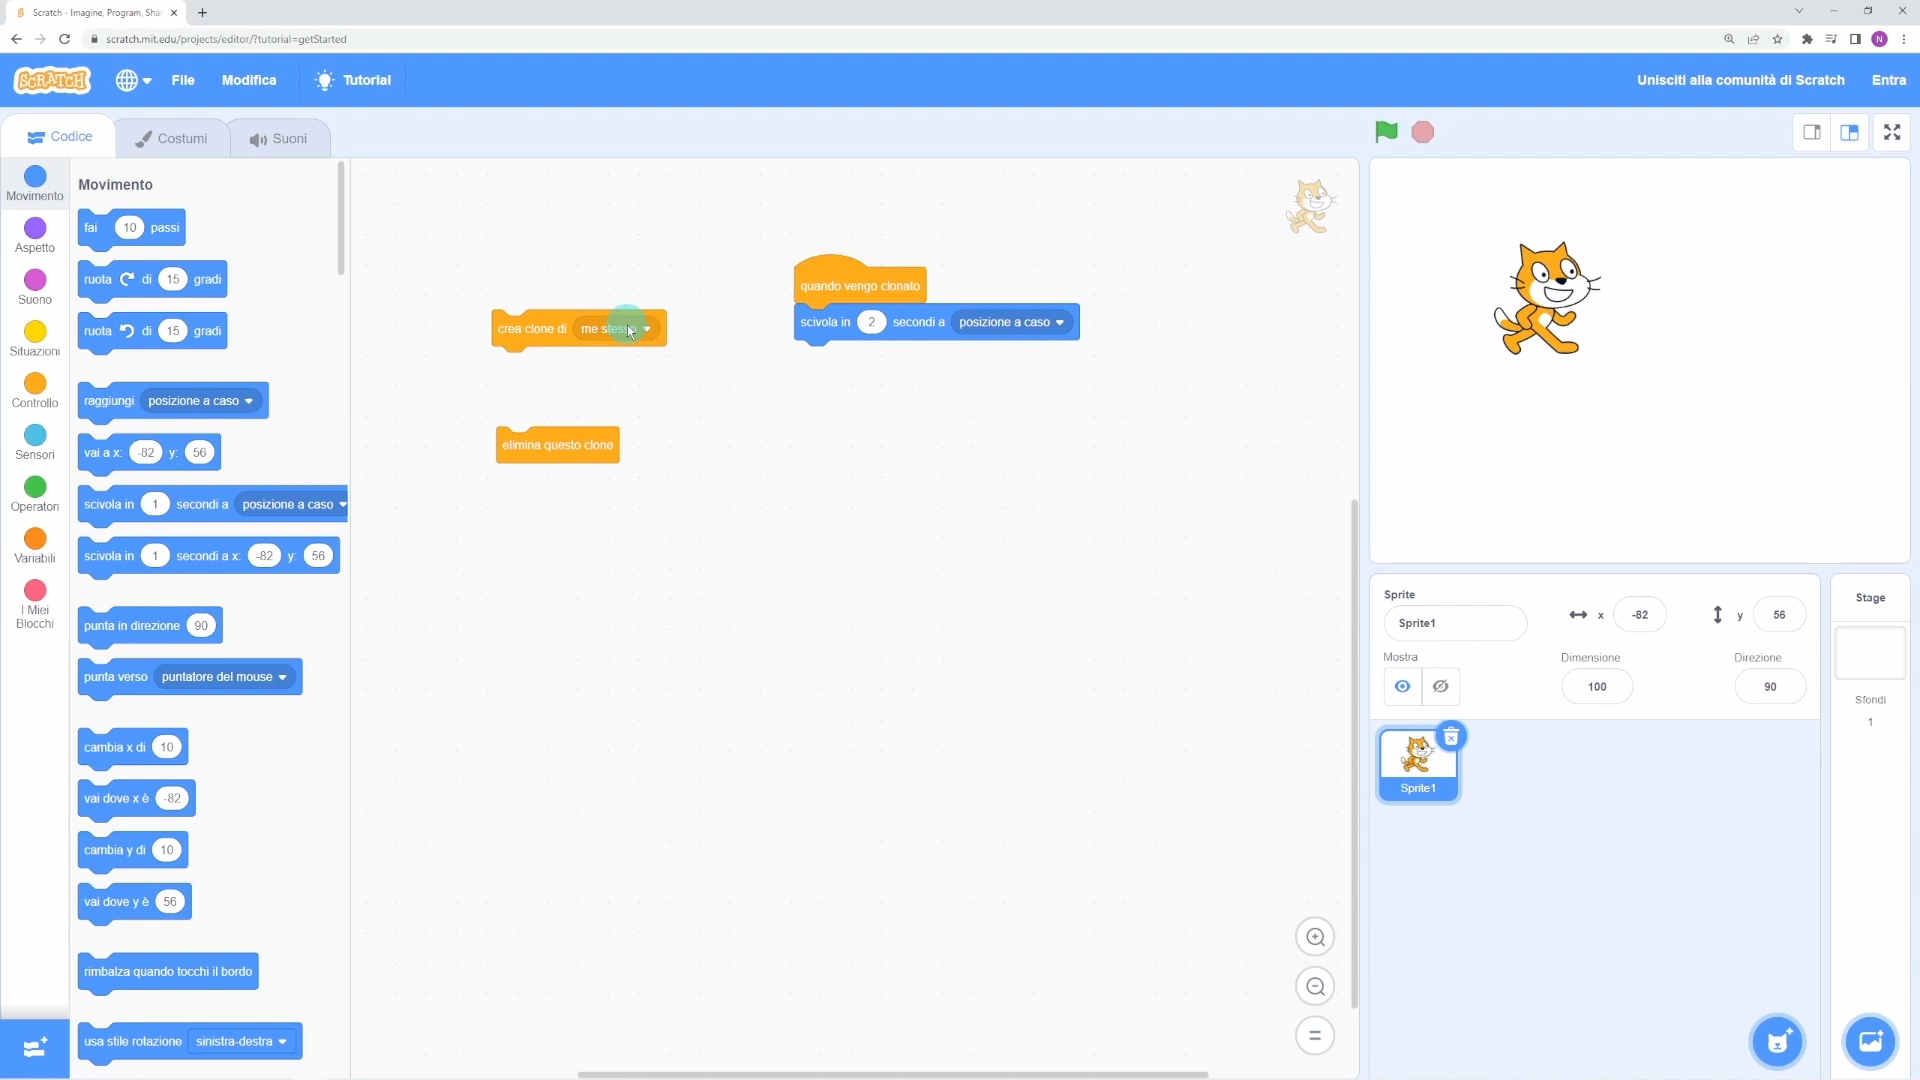 Scratch - Imagine, Program, Sha
scratch.mit.edu/projects/editor/?tutorial=getStarted
N
SCRATCH
File
Modifica
Tutorial
Unisciti alla comunità di Scratch
Entra
Codice
Costumi
Suoni
Movimento
Aspetto
Suono
Situazioni
Controllo
Sensori
Operatori
Variabili
I Miei
Blocchi
Movimento
fai 10 passi
ruota di 15 gradi
ruota di 15 gradi
raggiungi posizione a caso
vai a x: -82 y: 56
scivola in 1 secondi a posizione a caso
scivola in 1 secondi a x: -82 y: 56
punta in direzione 90
punta verso puntatore del mouse
cambia x di 10
vai dove x è -82
cambia y di 10
vai dove y è 56
rimbalza quando tocchi il bordo
usa stile rotazione sinistra-destra
crea clone di me stesso
elimina questo clone
quando vengo clonato
scivola in 2 secondi a posizione a caso
Sprite
Sprite1
x -82
y 56
Mostra
Dimensione
100
Direzione
90
Sprite1
Stage
Sfondi
1